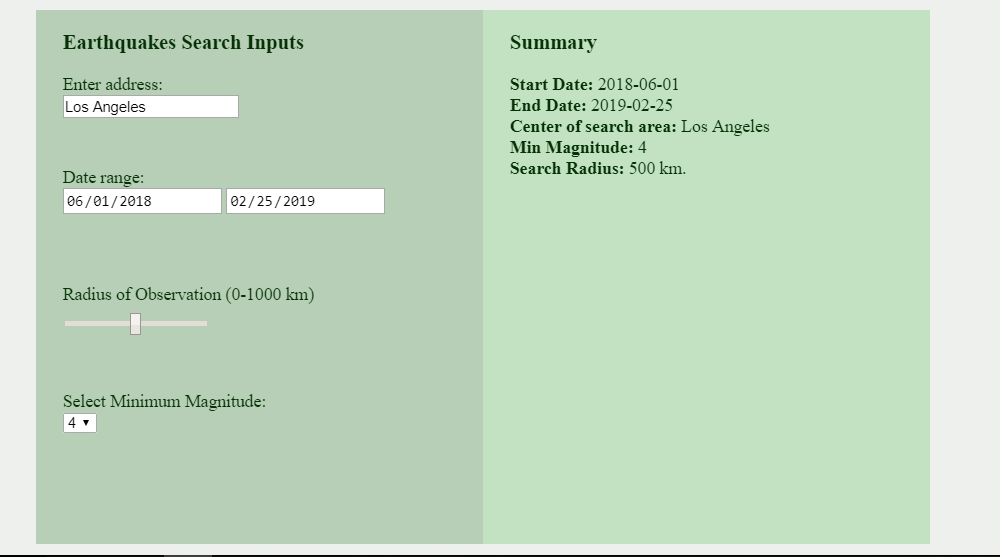 Earthquakes Search Inputs
Enter address:
Los Angeles
Date range:
06/01/2018 02/25/2019
Radius of Observation (0-1000 km)
Select Minimum Magnitude:
4
Summary
Start Date: 2018-06-01
End Date: 2019-02-25
Center of search area: Los Angeles
Min Magnitude: 4
Search Radius: 500 km.